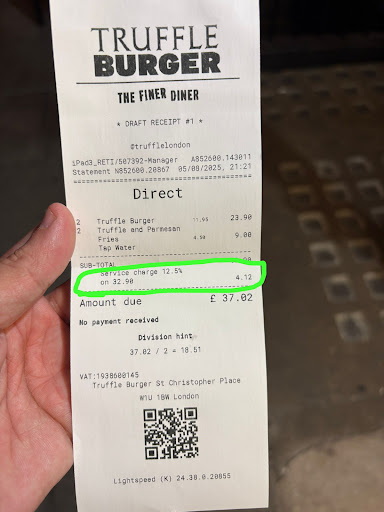 TRUFFLE
BURGER
THE FINER DINER
* DRAFT RECEIPT #1 *
@trufflelondon
iPad3_RETI/507392-Manager A852600.143011
Statement N852600.20867 05/08/2025, 21:21
Direct
2 Truffle Burger 11.95 23.90
2 Truffle and Parmesan
Fries 4.50 9.00
Tap Water
SUB-TOTAL
Service charge 12.5%
on 32.90 4.12
Amount due £ 37.02
No payment received
Division hint
37.02 / 2 = 18.51
VAT:1938600145
Truffle Burger St Christopher Place
W1U 1BW London
Lightspeed (K) 24.38.0.20855